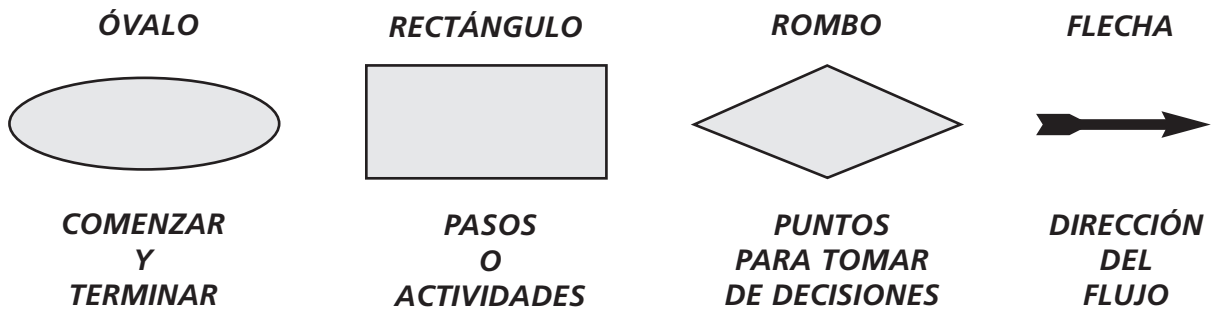 ÓVALO
RECTÁNGULO
ROMBO
FLECHA
COMENZAR
Y
TERMINAR
PASOS
O
ACTIVIDADES
PUNTOS
PARA TOMAR
DE DECISIONES
DIRECCIÓN
DEL
FLUJO